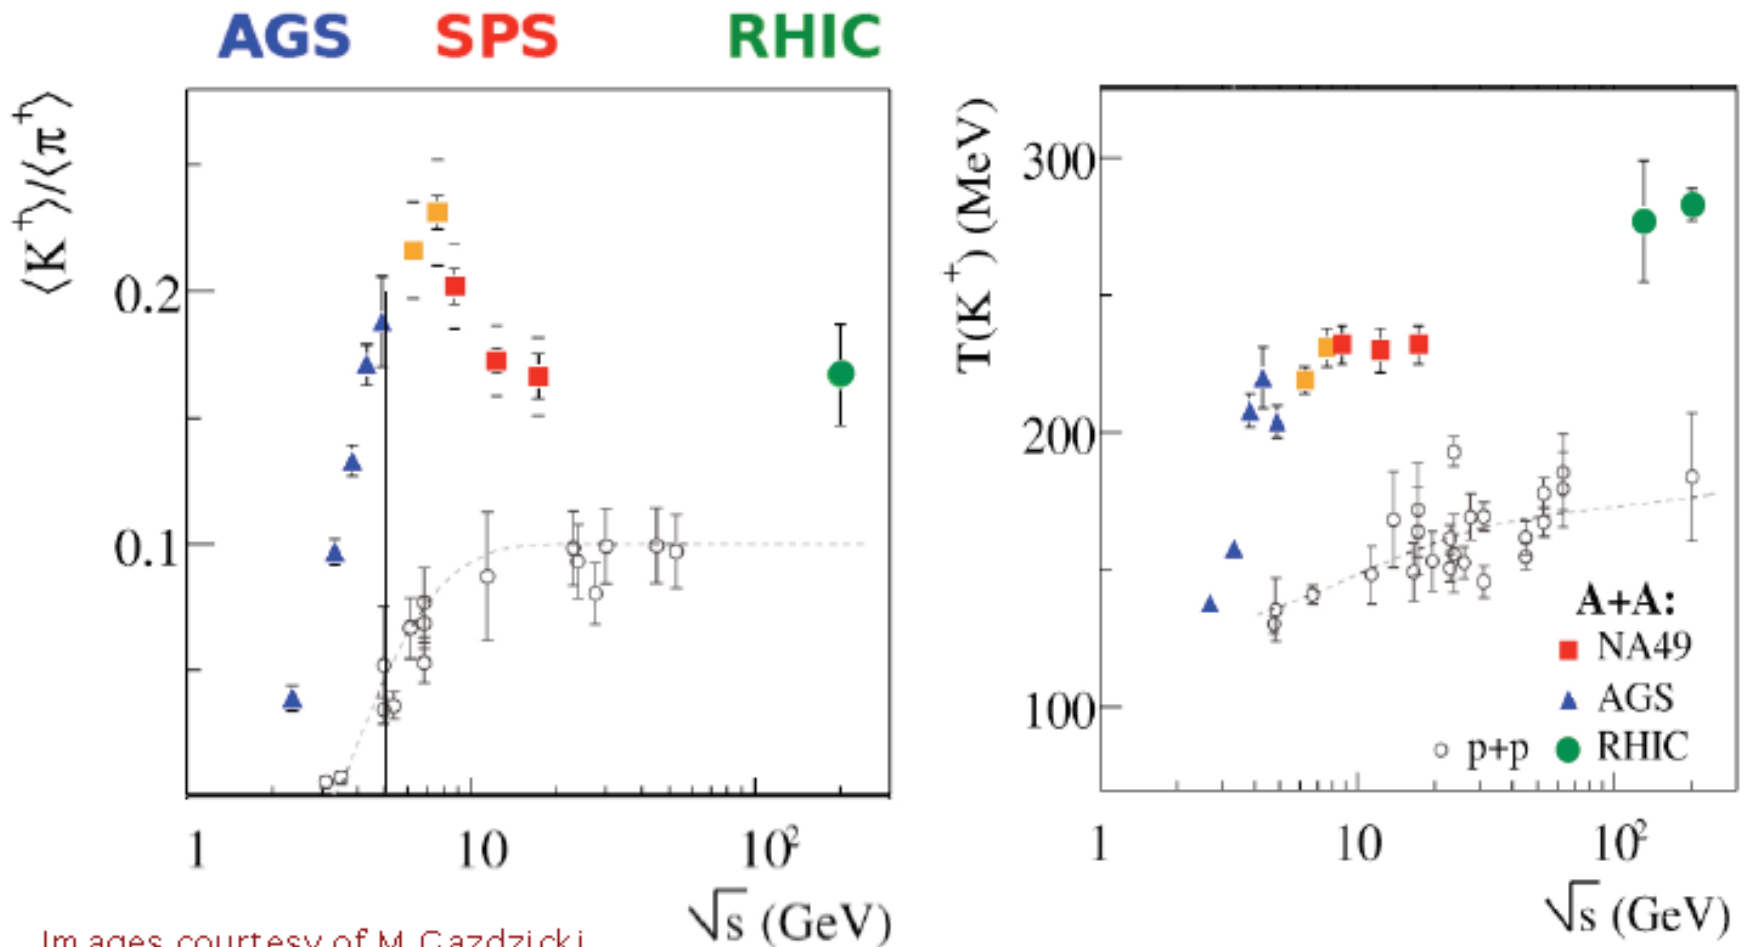 AGS SPS RHIC
⟨K⁺⟩/⟨π⁺⟩
0.2
0.1
1 10 10²
√s (GeV)
T(K⁺) (MeV)
300
200
100
A+A:
NA49
AGS
p+p RHIC
1 10 10²
√s (GeV)
Images courtesy of M. Gazdzicki